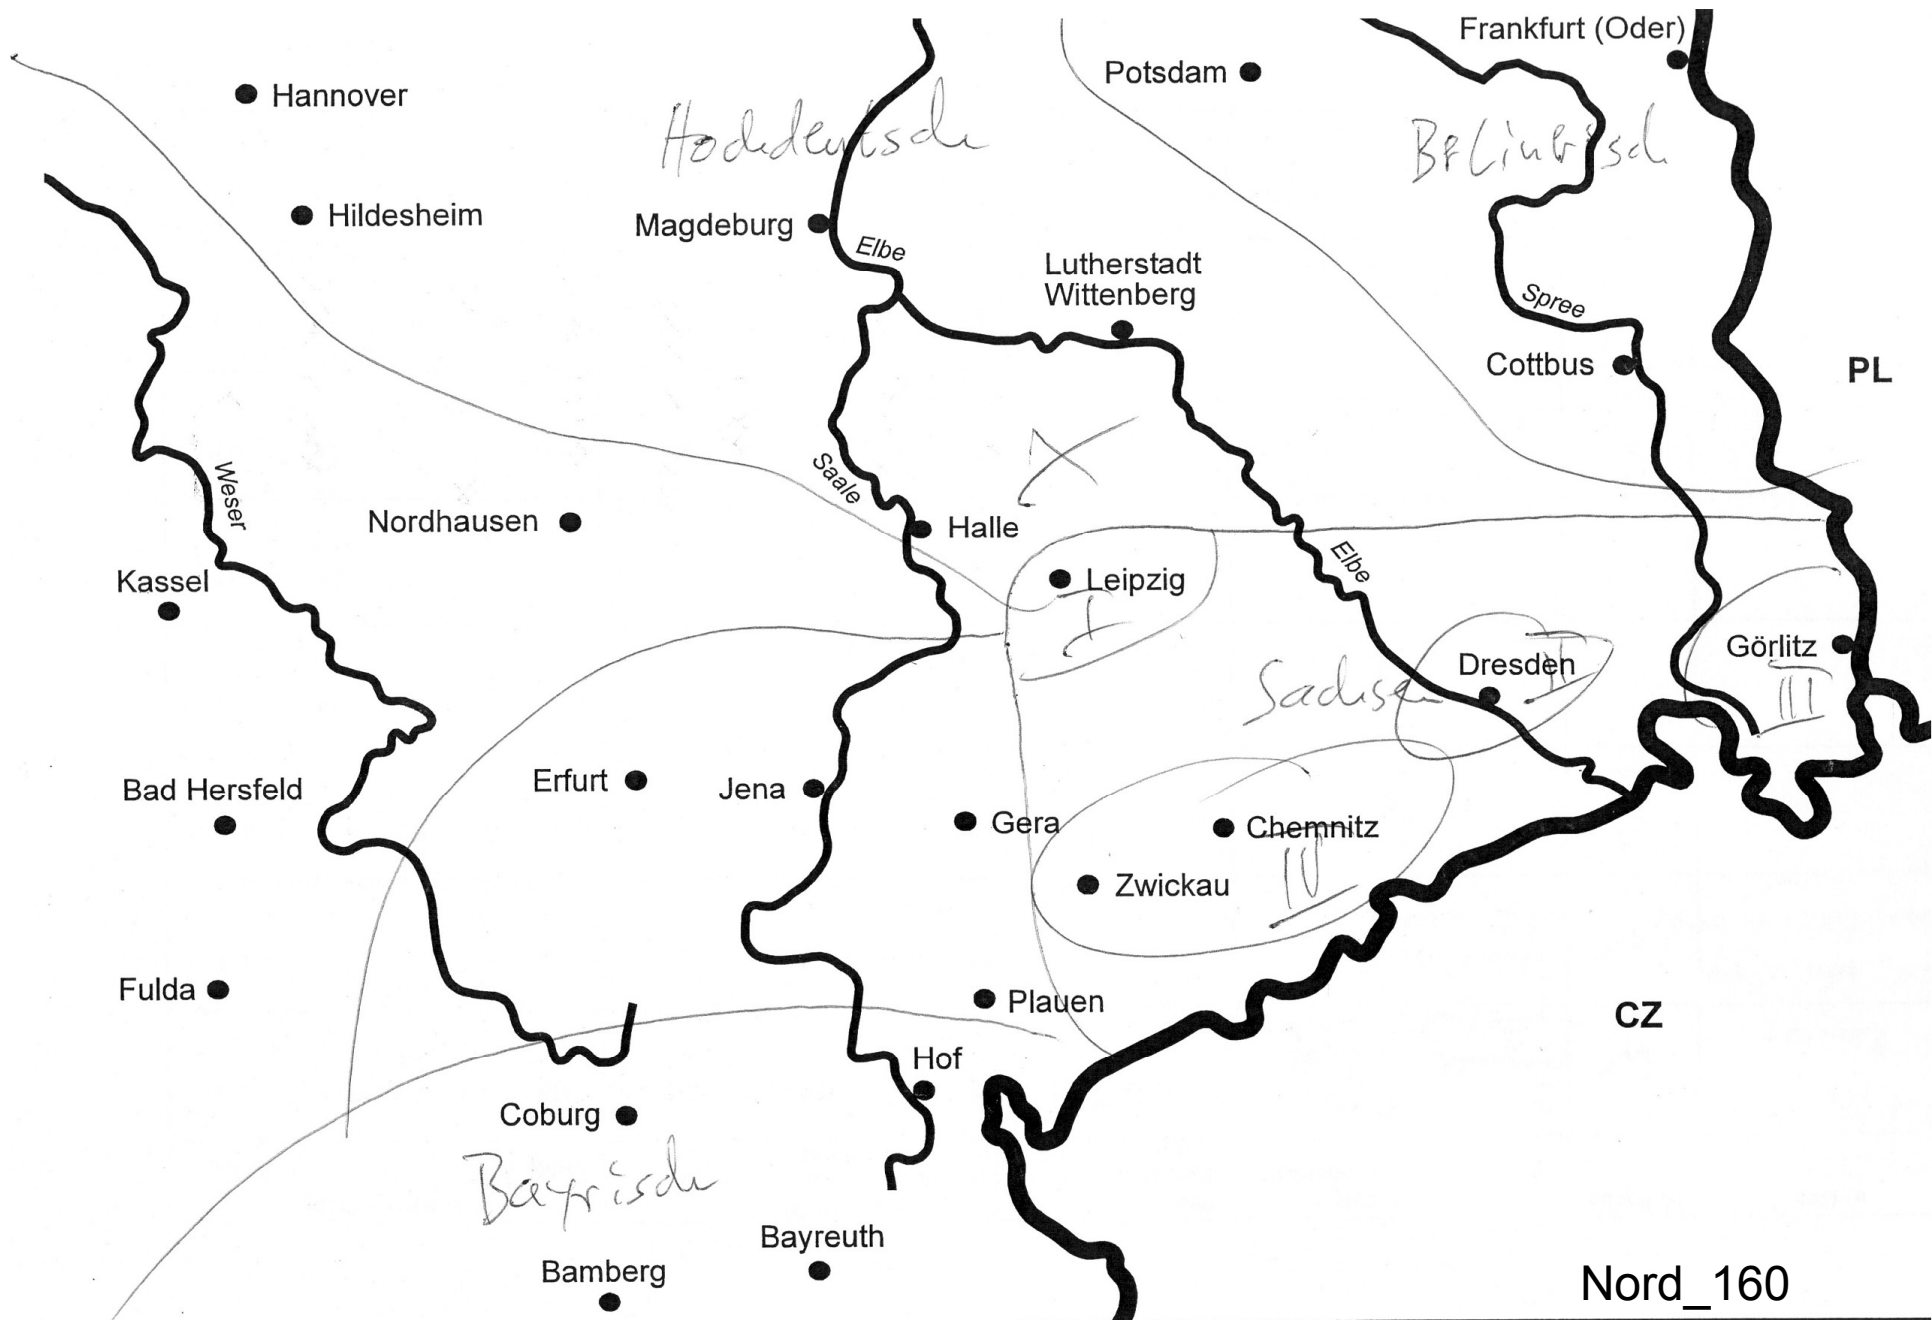 Frankfurt (Oder)
Potsdam
Hannover
Hochdeutsch
Hildesheim
Magdeburg
Elbe
Lutherstadt
Wittenberg
Spree
Cottbus
PL
Saale
Weser
Nordhausen
Halle
Elbe
Kassel
Leipzig
I
Görlitz
Dresden
II
Sachsen
III
Bad Hersfeld
Erfurt
Jena
Gera
Chemnitz
Zwickau
IV
Fulda
Plauen
CZ
Hof
Coburg
Bayrisch
Bayreuth
Bamberg
Nord_160